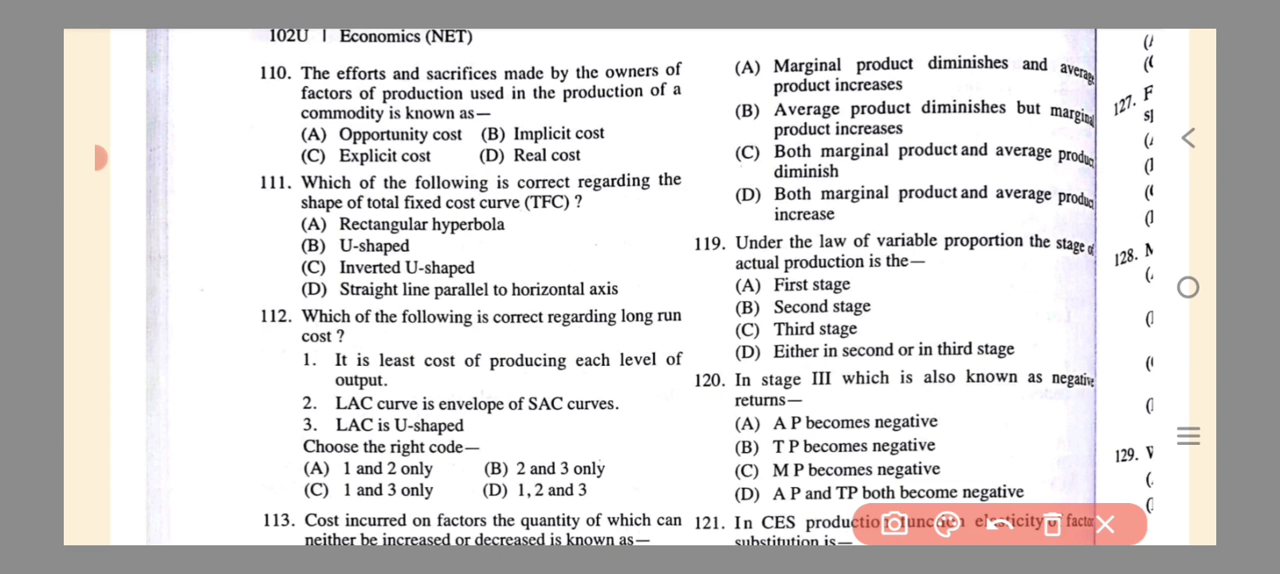 102U | Economics (NET)
110. The efforts and sacrifices made by the owners of
factors of production used in the production of a
commodity is known as—
(A) Opportunity cost (B) Implicit cost
(C) Explicit cost (D) Real cost
111. Which of the following is correct regarding the
shape of total fixed cost curve (TFC) ?
(A) Rectangular hyperbola
(B) U-shaped
(C) Inverted U-shaped
(D) Straight line parallel to horizontal axis
112. Which of the following is correct regarding long run
cost ?
1. It is least cost of producing each level of
output.
2. LAC curve is envelope of SAC curves.
3. LAC is U-shaped
Choose the right code—
(A) 1 and 2 only (B) 2 and 3 only
(C) 1 and 3 only (D) 1, 2 and 3
113. Cost incurred on factors the quantity of which can
neither be increased or decreased is known as—
(A) Marginal product diminishes and average
product increases
(B) Average product diminishes but marginal
product increases
(C) Both marginal product and average product
diminish
(D) Both marginal product and average product
increase
119. Under the law of variable proportion the stage of
actual production is the—
(A) First stage
(B) Second stage
(C) Third stage
(D) Either in second or in third stage
120. In stage III which is also known as negative
returns—
(A) A P becomes negative
(B) T P becomes negative
(C) M P becomes negative
(D) A P and TP both become negative
121. In CES production function elasticity of factor
substitution is—
127. F
128.
129.